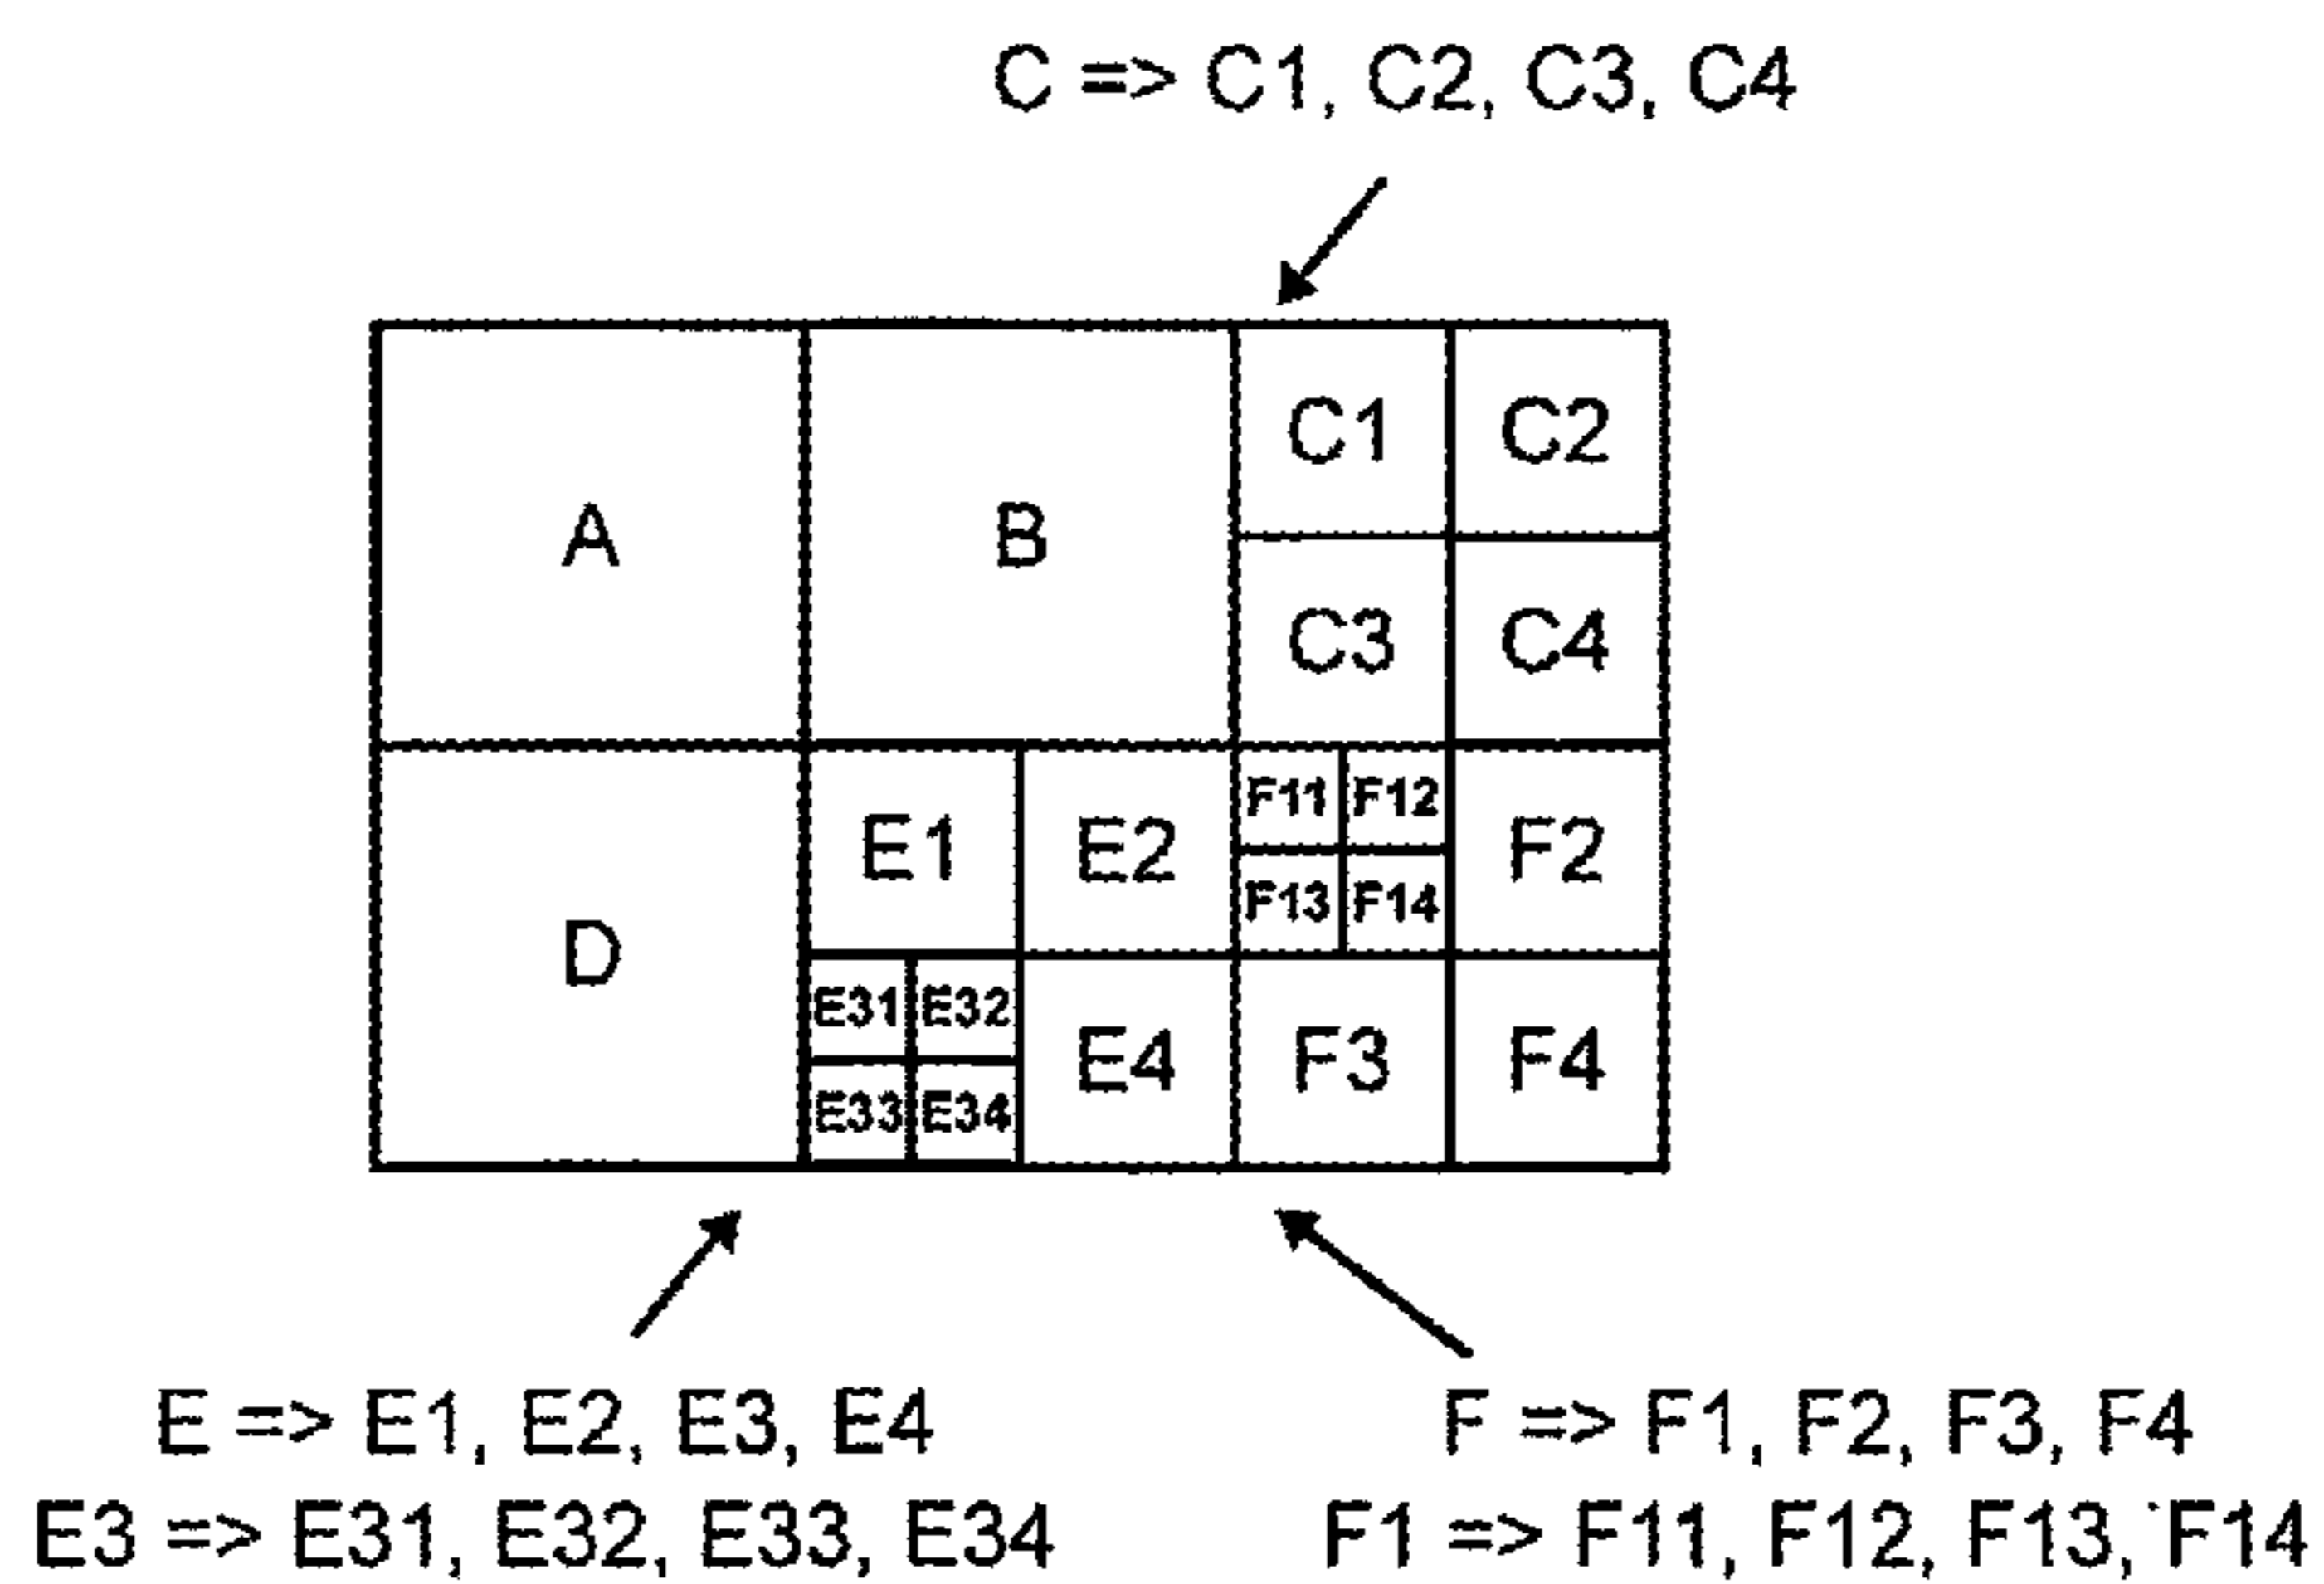 C => C1, C2, C3, C4
C1 C2
A B
C3 C4
F11 F12
E1 E2 F2
F13 F14
D
E31 E32
E4 F3 F4
E33 E34
E => E1, E2, E3, E4
F => F1, F2, F3, F4
E3 => E31, E32, E33, E34
F1 => F11, F12, F13, F14